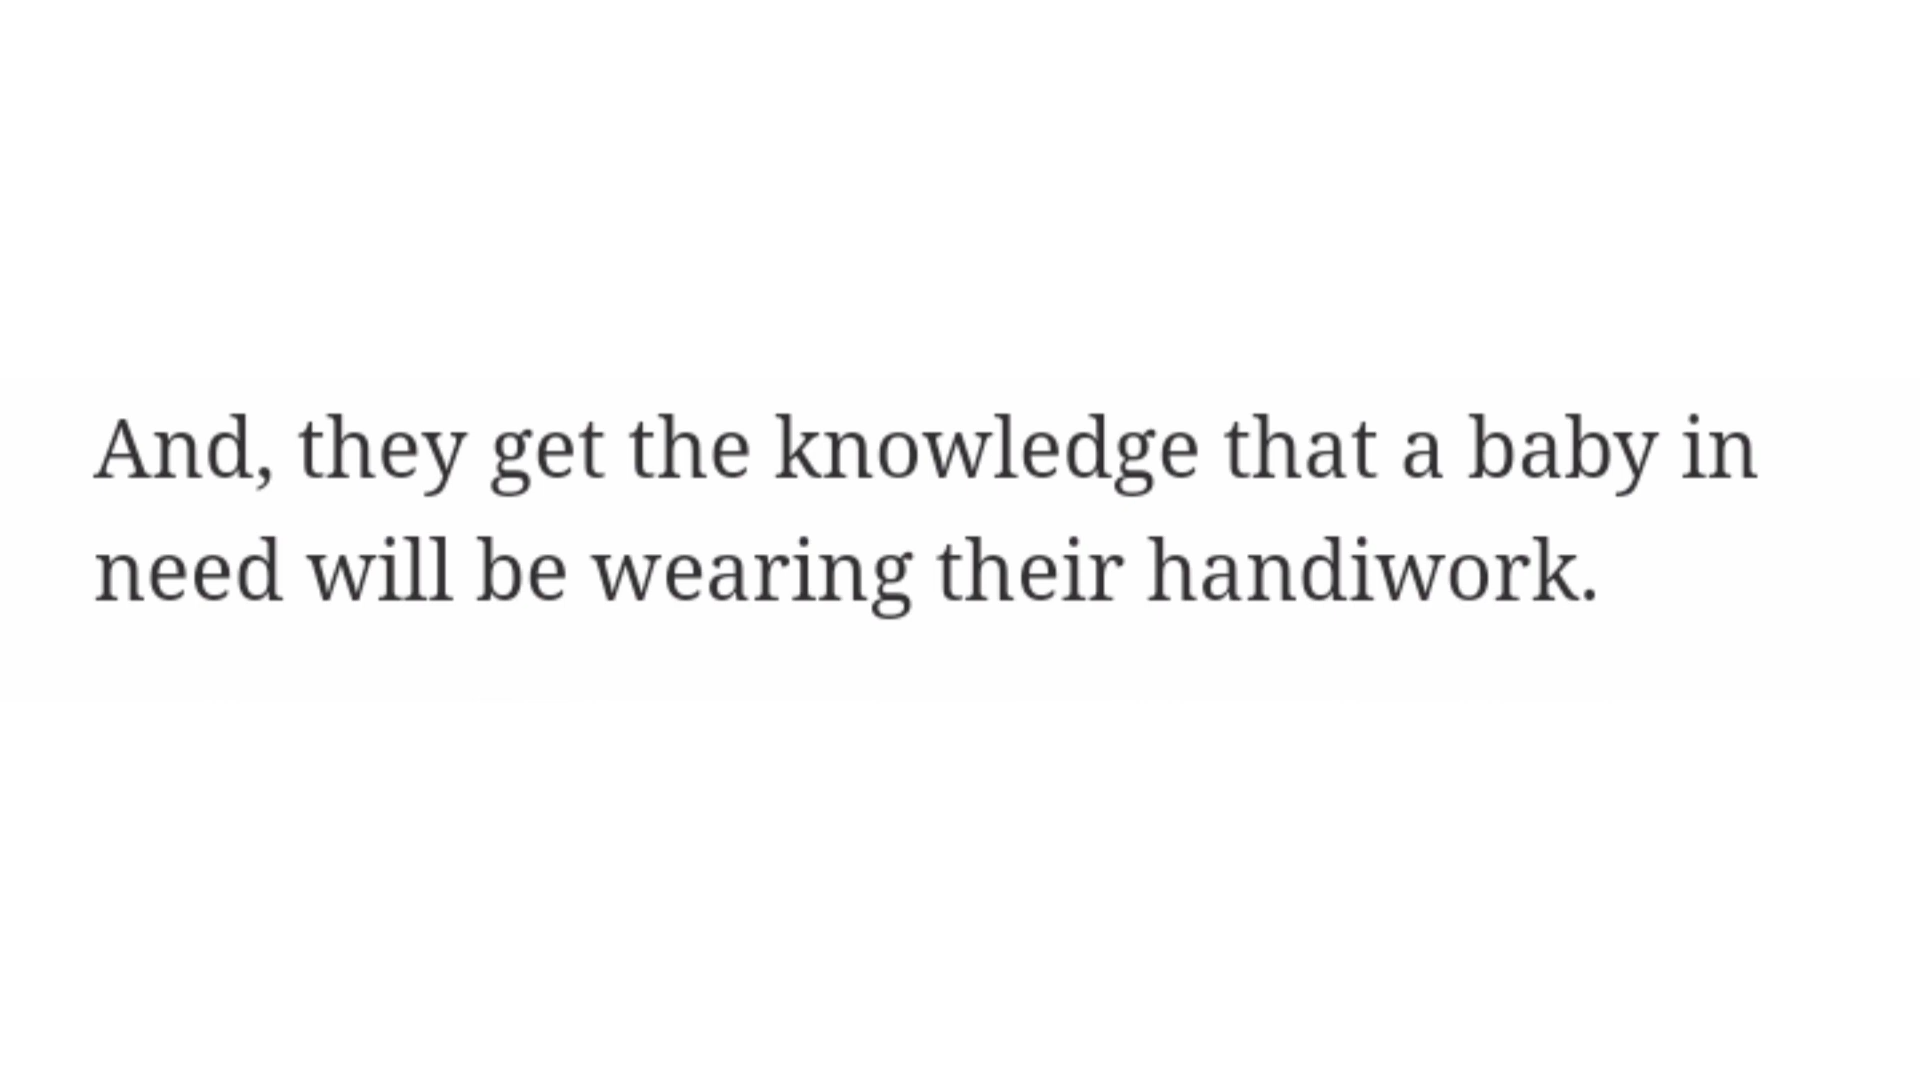 And, they get the knowledge that a baby in
need will be wearing their handiwork.